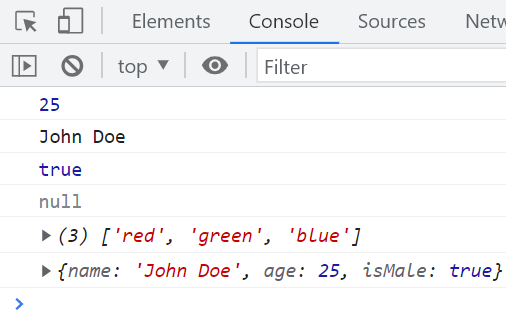 Elements Console Sources Netw
top ▼ Filter
25
John Doe
true
null
▶ (3) ['red', 'green', 'blue']
▶ {name: 'John Doe', age: 25, isMale: true}
>